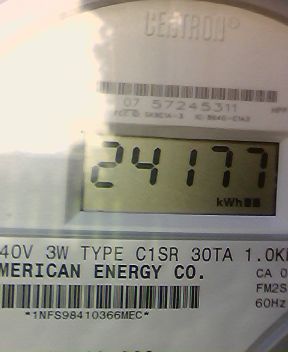 CENTRON®
07 57245311
24177
kWh
40V 3W TYPE C1SR 30TA 1.0K
MERICAN ENERGY CO.
CA 0
FM2S
60Hz
*1NFS98410366MEC*